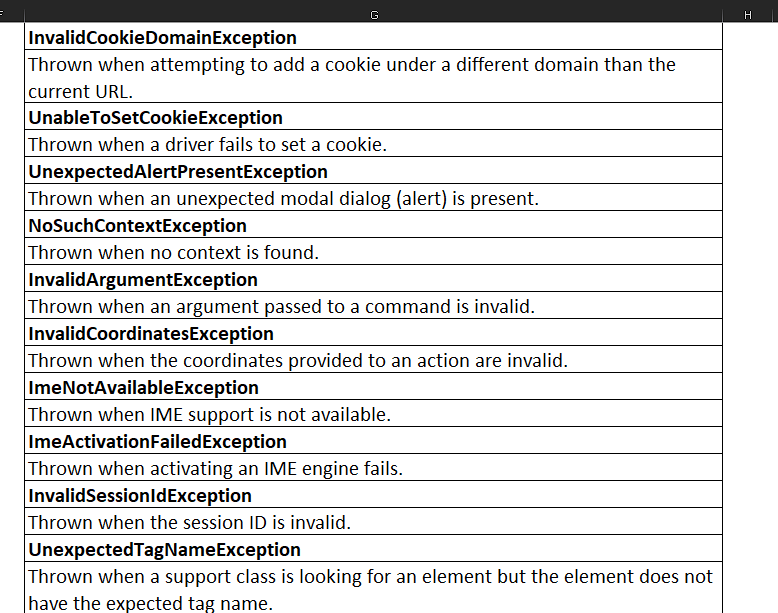 F G H
InvalidCookieDomainException
Thrown when attempting to add a cookie under a different domain than the
current URL.
UnableToSetCookieException
Thrown when a driver fails to set a cookie.
UnexpectedAlertPresentException
Thrown when an unexpected modal dialog (alert) is present.
NoSuchContextException
Thrown when no context is found.
InvalidArgumentException
Thrown when an argument passed to a command is invalid.
InvalidCoordinatesException
Thrown when the coordinates provided to an action are invalid.
ImeNotAvailableException
Thrown when IME support is not available.
ImeActivationFailedException
Thrown when activating an IME engine fails.
InvalidSessionIdException
Thrown when the session ID is invalid.
UnexpectedTagNameException
Thrown when a support class is looking for an element but the element does not
have the expected tag name.